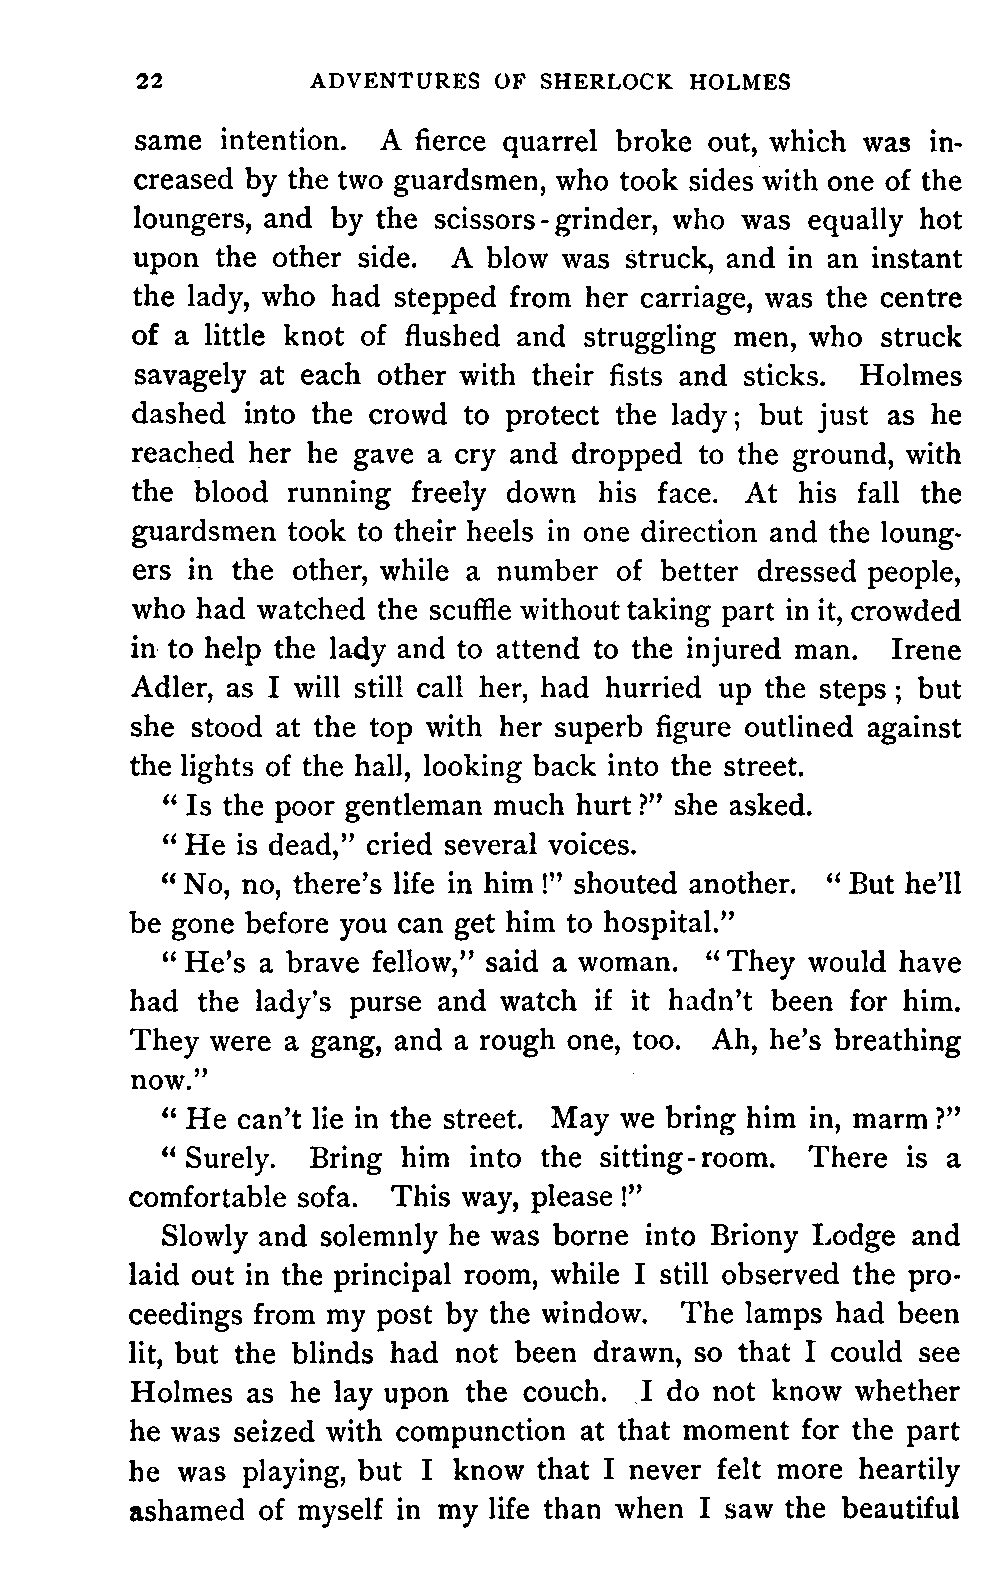 22 ADVENTURES OF SHERLOCK HOLMES
same intention. A fierce quarrel broke out, which was in-
creased by the two guardsmen, who took sides with one of the
loungers, and by the scissors-grinder, who was equally hot
upon the other side. A blow was struck, and in an instant
the lady, who had stepped from her carriage, was the centre
of a little knot of flushed and struggling men, who struck
savagely at each other with their fists and sticks. Holmes
dashed into the crowd to protect the lady; but just as he
reached her he gave a cry and dropped to the ground, with
the blood running freely down his face. At his fall the
guardsmen took to their heels in one direction and the loung-
ers in the other, while a number of better dressed people,
who had watched the scuffle without taking part in it, crowded
in to help the lady and to attend to the injured man. Irene
Adler, as I will still call her, had hurried up the steps; but
she stood at the top with her superb figure outlined against
the lights of the hall, looking back into the street.
"Is the poor gentleman much hurt?" she asked.
"He is dead," cried several voices.
"No, no, there's life in him!" shouted another. "But he'll
be gone before you can get him to hospital."
"He's a brave fellow," said a woman. "They would have
had the lady's purse and watch if it hadn't been for him.
They were a gang, and a rough one, too. Ah, he's breathing
now."
"He can't lie in the street. May we bring him in, marm?"
"Surely. Bring him into the sitting-room. There is a
comfortable sofa. This way, please!"
Slowly and solemnly he was borne into Briony Lodge and
laid out in the principal room, while I still observed the pro-
ceedings from my post by the window. The lamps had been
lit, but the blinds had not been drawn, so that I could see
Holmes as he lay upon the couch. I do not know whether
he was seized with compunction at that moment for the part
he was playing, but I know that I never felt more heartily
ashamed of myself in my life than when I saw the beautiful